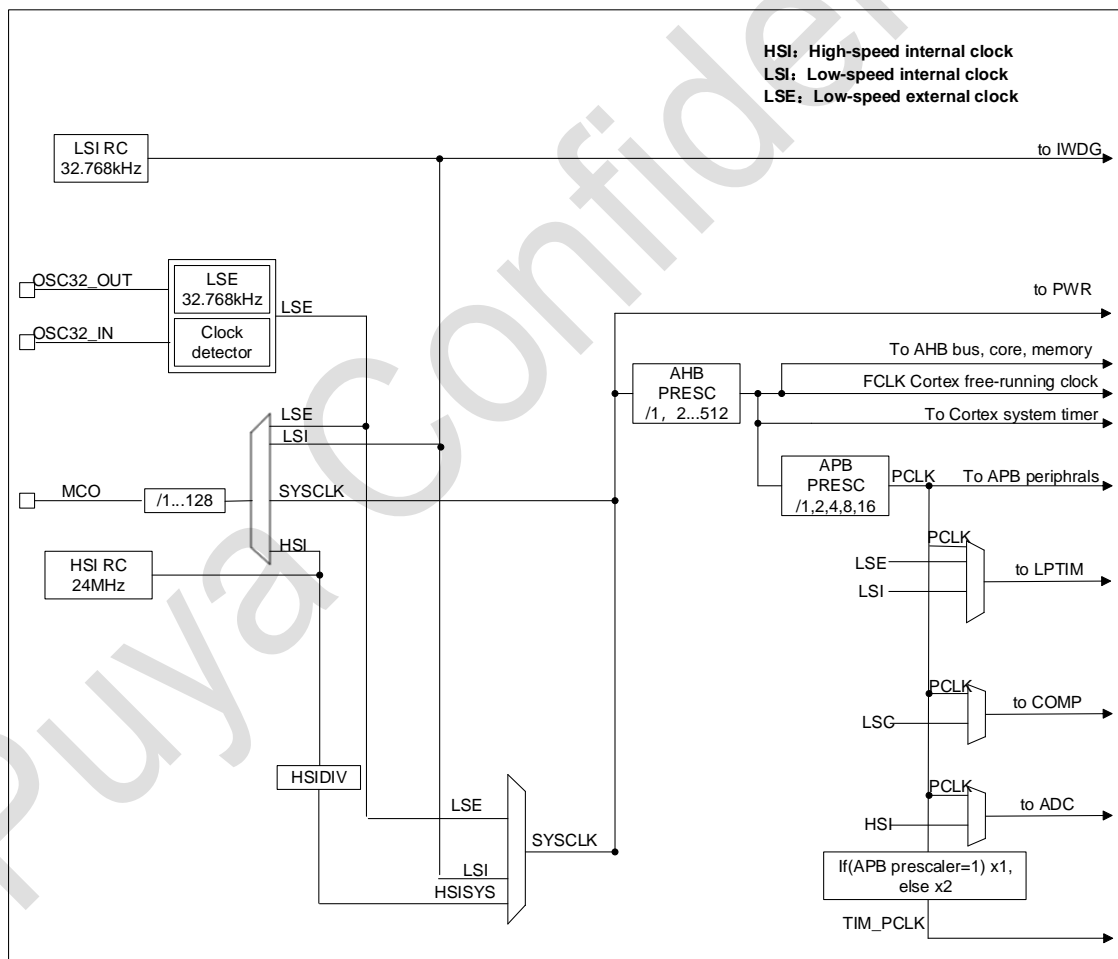 HSI: High-speed internal clock
LSI: Low-speed internal clock
LSE: Low-speed external clock
LSI RC
32.768kHz
to IWDG
OSC32_OUT
LSE
32.768kHz
LSE
OSC32_IN
Clock
detector
to PWR
To AHB bus, core, memory
AHB
PRESC
/1, 2...512
FCLK Cortex free-running clock
To Cortex system timer
LSE
LSI
MCO
/1...128
SYSCLK
HSI
APB
PRESC
/1,2,4,8,16
PCLK
To APB periphrals
HSI RC
24MHz
PCLK
LSE
LSI
to LPTIM
PCLK
LSC
to COMP
HSIDIV
LSE
LSI
HSISYS
SYSCLK
PCLK
HSI
to ADC
If(APB prescaler=1) x1,
else x2
TIM_PCLK
Puya Confiden